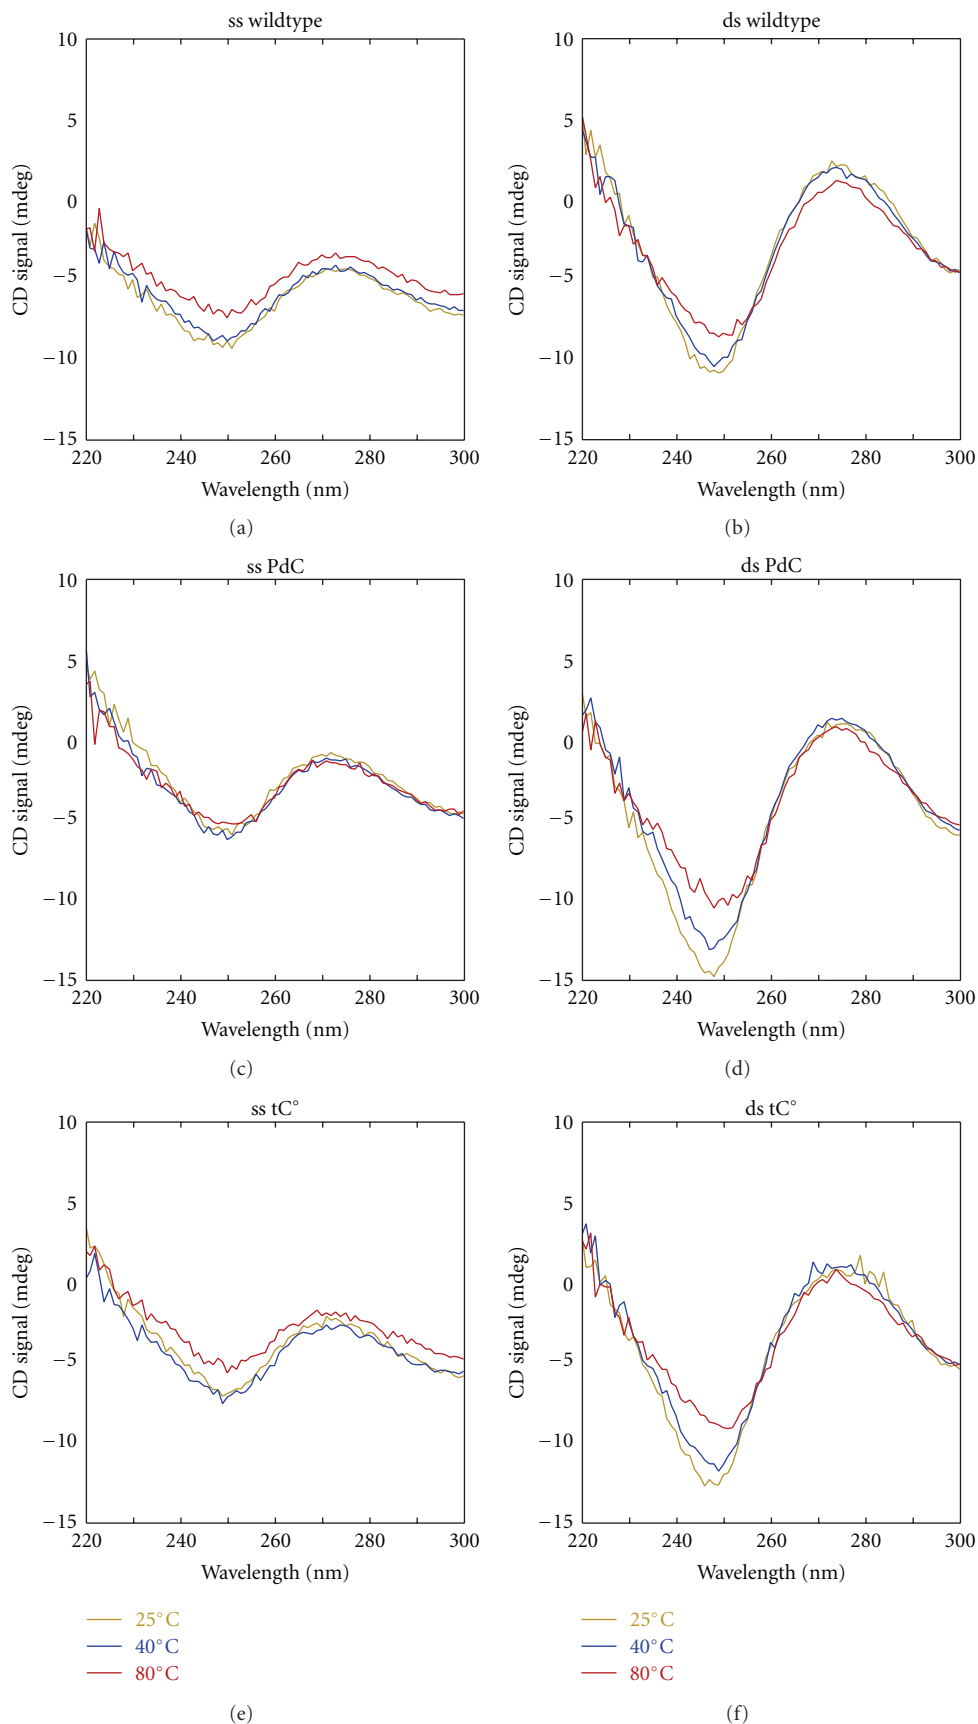 ss wildtype
10
5
0
−5
−10
−15
220 240 260 280 300
CD signal (mdeg)
Wavelength (nm)
(a)
ds wildtype
10
5
0
−5
−10
−15
220 240 260 280 300
CD signal (mdeg)
Wavelength (nm)
(b)
ss PdC
10
5
0
−5
−10
−15
220 240 260 280 300
CD signal (mdeg)
Wavelength (nm)
(c)
ds PdC
10
5
0
−5
−10
−15
220 240 260 280 300
CD signal (mdeg)
Wavelength (nm)
(d)
ss tC°
10
5
0
−5
−10
−15
220 240 260 280 300
CD signal (mdeg)
Wavelength (nm)
25°C
40°C
80°C
(e)
ds tC°
10
5
0
−5
−10
−15
220 240 260 280 300
CD signal (mdeg)
Wavelength (nm)
25°C
40°C
80°C
(f)